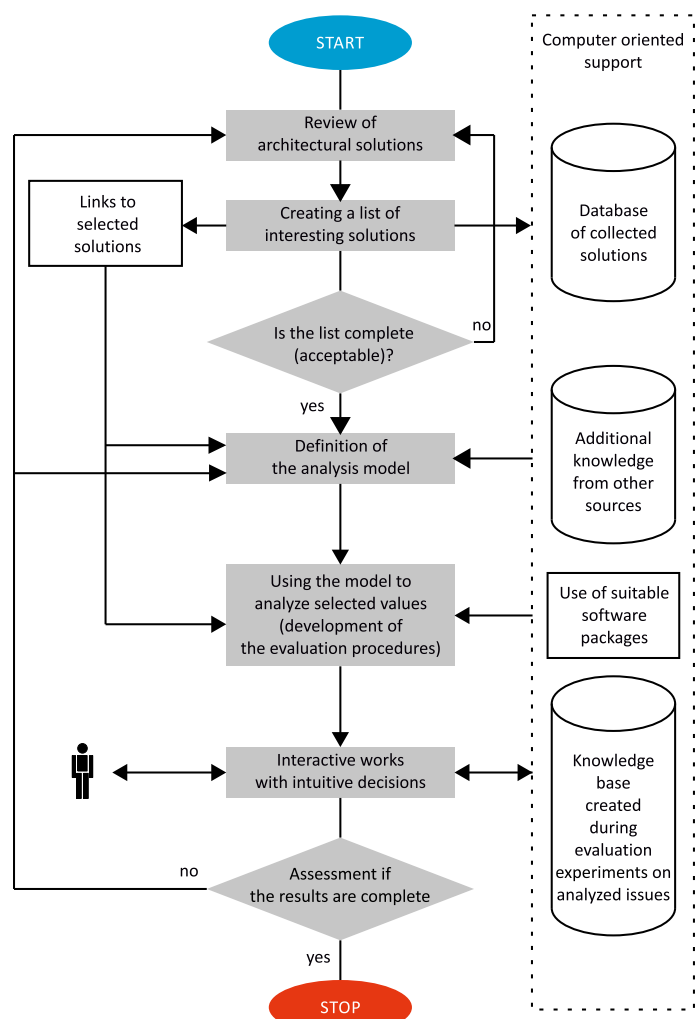 START
Computer oriented
support
Review of
architectural solutions
Links to
selected
solutions
Creating a list of
interesting solutions
Database
of collected
solutions
Is the list complete
(acceptable)?
no
yes
Definition of
the analysis model
Additional
knowledge
from other
sources
Using the model to
analyze selected values
(development of
the evaluation procedures)
Use of suitable
software
packages
Interactive works
with intuitive decisions
Knowledge
base
created
during
evaluation
experiments on
analyzed issues
no
Assessment if
the results are complete
yes
STOP